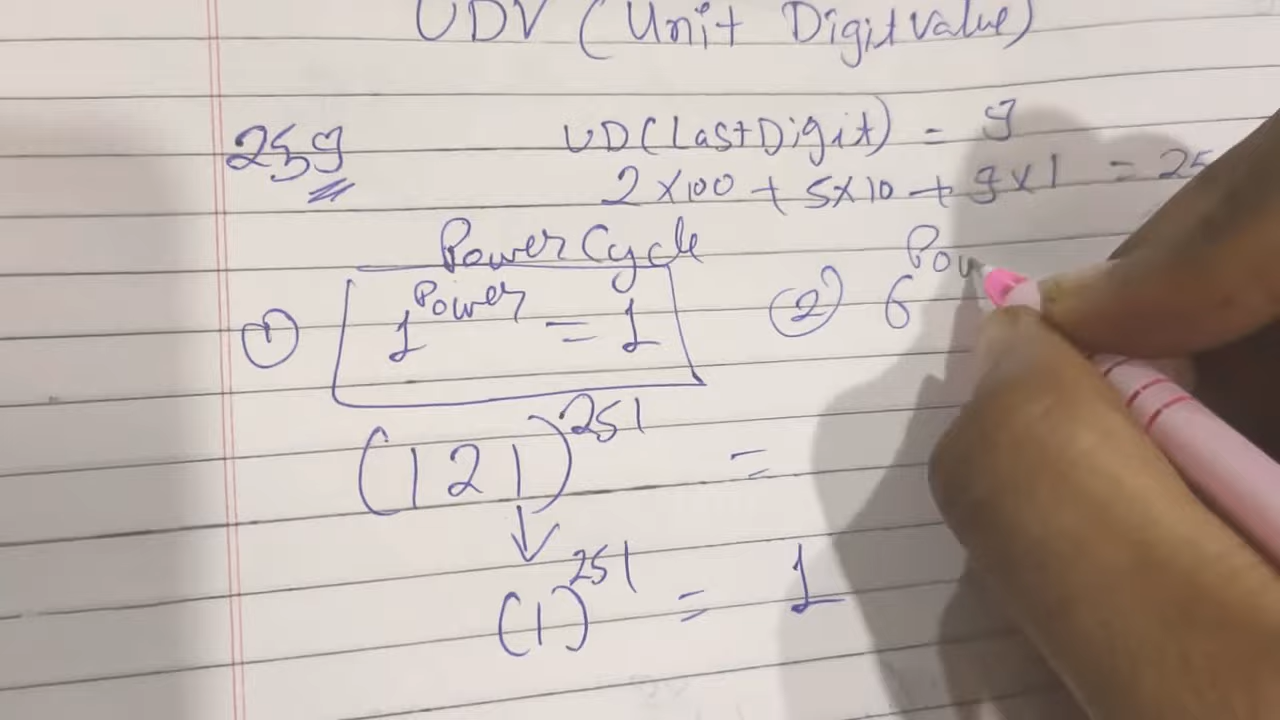 UDV (Unit Digit Value)
259
UD(Last Digit) = 9
2 × 100 + 5 × 10 + 9 × 1 = 25
Power Cycle
① 1^Power = 1
② 6^Pow
(121)^251 =
↓
(1)^251 = 1